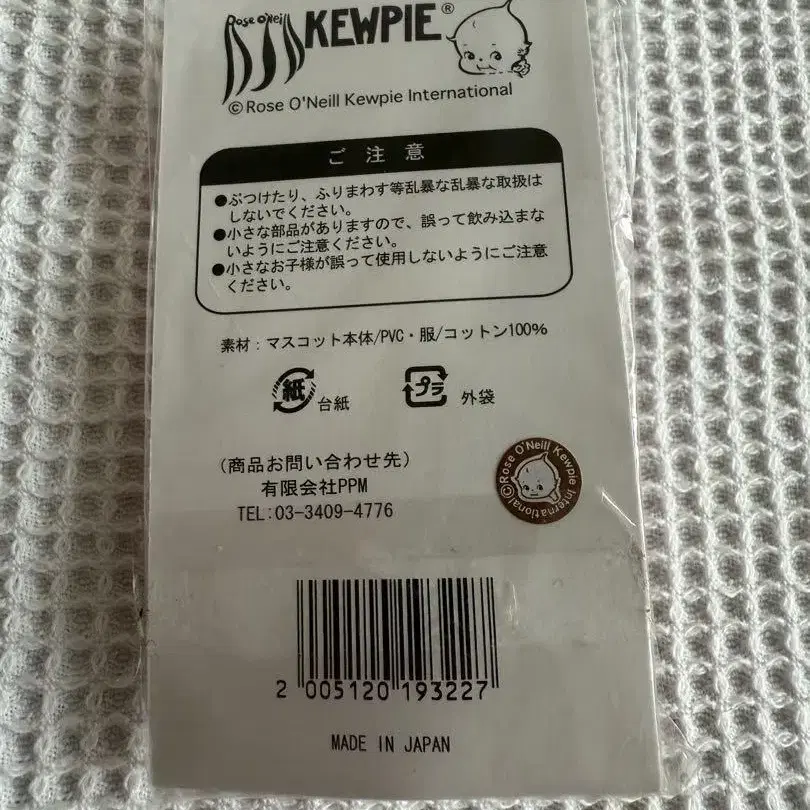 Rose O'Neill
KEWPIE®
©Rose O'Neill Kewpie International
ご注意
●ぶつけたり、ふりまわす等乱暴な乱暴な取扱は
しないでください。
●小さな部品がありますので、誤って飲み込まな
いようにご注意ください。
●小さなお子様が誤って使用しないようにご注意
ください。
素材：マスコット本体/PVC・服/コットン100%
紙 台紙 プラ 外袋
(商品お問い合わせ先)
有限会社PPM
TEL:03-3409-4776
©Rose O'Neill Kewpie International
2 005120 193227
MADE IN JAPAN